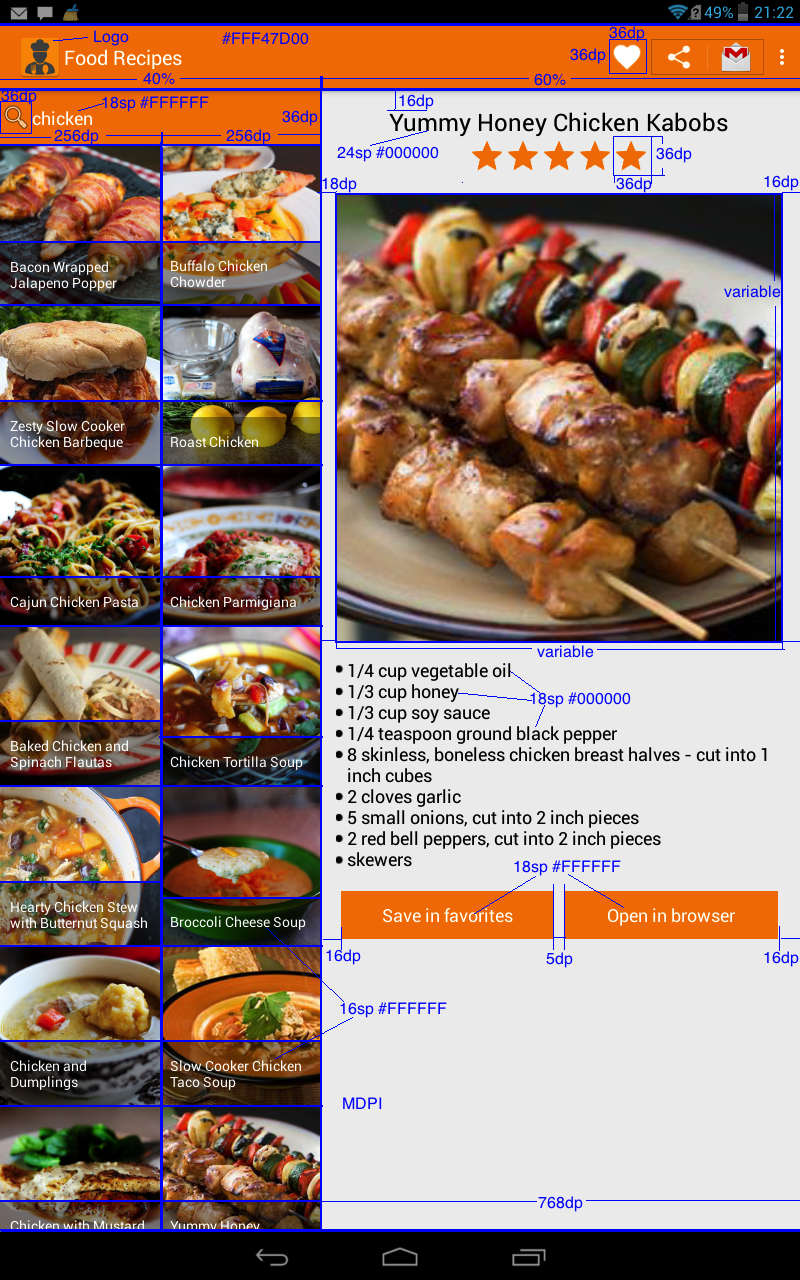 49% 21:22
Logo
#FFF47D00
36dp
36dp
Food Recipes
40%
60%
36dp
18sp #FFFFFF
chicken
36dp
256dp
256dp
16dp
Yummy Honey Chicken Kabobs
24sp #000000
36dp
18dp
36dp
16dp
Bacon Wrapped
Jalapeno Popper
Buffalo Chicken
Chowder
variable
Zesty Slow Cooker
Chicken Barbeque
Roast Chicken
Cajun Chicken Pasta
Chicken Parmigiana
variable
1/4 cup vegetable oil
1/3 cup honey
18sp #000000
1/3 cup soy sauce
1/4 teaspoon ground black pepper
8 skinless, boneless chicken breast halves - cut into 1
inch cubes
2 cloves garlic
5 small onions, cut into 2 inch pieces
2 red bell peppers, cut into 2 inch pieces
skewers
Baked Chicken and
Spinach Flautas
Chicken Tortilla Soup
18sp #FFFFFF
Hearty Chicken Stew
with Butternut Squash
Broccoli Cheese Soup
Save in favorites
Open in browser
16dp
5dp
16dp
16sp #FFFFFF
Chicken and
Dumplings
Slow Cooker Chicken
Taco Soup
MDPI
768dp
Chicken with Mustard
Yummy Honey